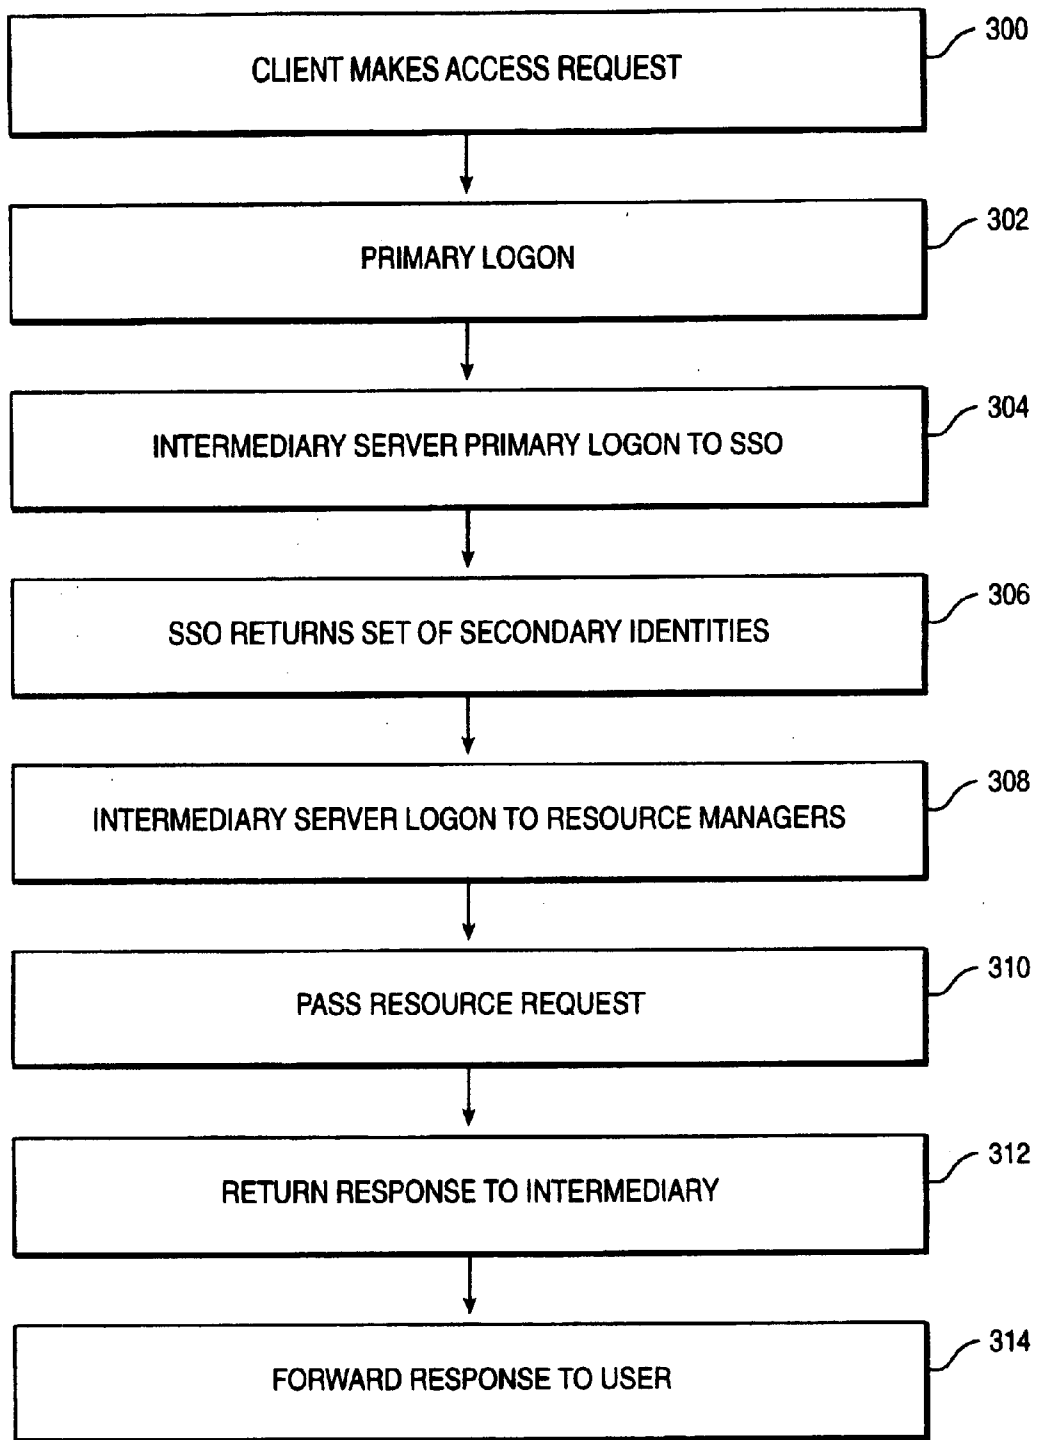 300
CLIENT MAKES ACCESS REQUEST
302
PRIMARY LOGON
304
INTERMEDIARY SERVER PRIMARY LOGON TO SSO
306
SSO RETURNS SET OF SECONDARY IDENTITIES
308
INTERMEDIARY SERVER LOGON TO RESOURCE MANAGERS
310
PASS RESOURCE REQUEST
312
RETURN RESPONSE TO INTERMEDIARY
314
FORWARD RESPONSE TO USER